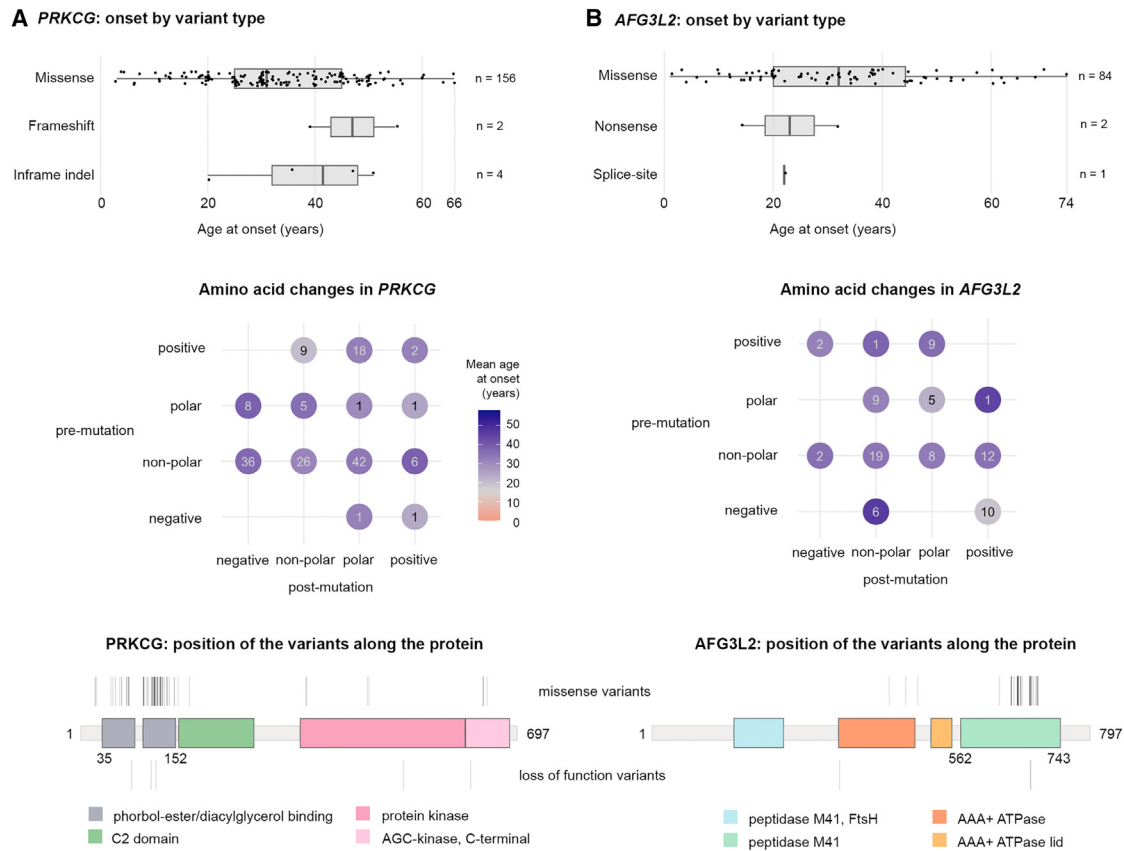 A PRKCG: onset by variant type
Missense
n = 156
Frameshift
n = 2
Inframe indel
n = 4
0 20 40 60 66
Age at onset (years)
Amino acid changes in PRKCG
positive
9 18 2
polar
8 5 1 1
pre-mutation
non-polar
36 26 42 6
negative
1 1
negative non-polar polar positive
post-mutation
Mean age
at onset
(years)
50
40
30
20
10
0
PRKCG: position of the variants along the protein
missense variants
1 697
35 152
loss of function variants
phorbol-ester/diacylglycerol binding
protein kinase
C2 domain
AGC-kinase, C-terminal
B AFG3L2: onset by variant type
Missense
n = 84
Nonsense
n = 2
Splice-site
n = 1
0 20 40 60 74
Age at onset (years)
Amino acid changes in AFG3L2
positive
2 1 9
polar
9 5 1
pre-mutation
non-polar
2 19 8 12
negative
6 10
negative non-polar polar positive
post-mutation
AFG3L2: position of the variants along the protein
1 797
562 743
peptidase M41, FtsH
AAA+ ATPase
peptidase M41
AAA+ ATPase lid